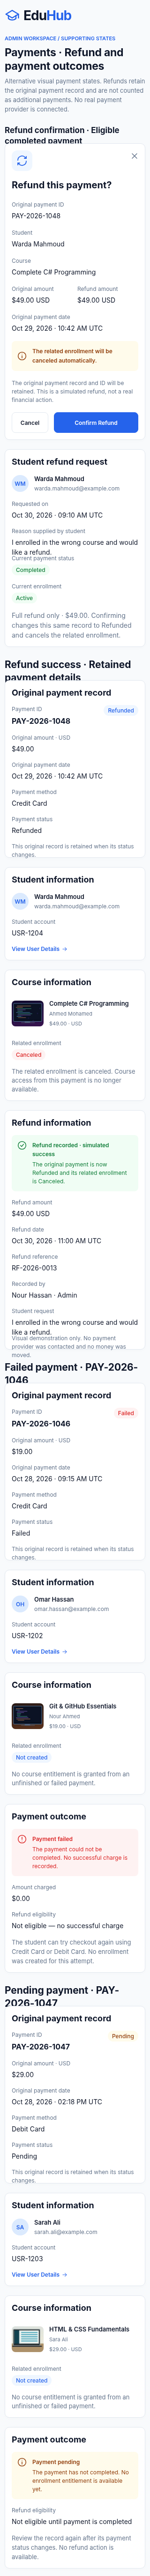 EduHub
ADMIN WORKSPACE / SUPPORTING STATES
Payments · Refund and
payment outcomes
Alternative visual payment states. Refunds retain
the original payment record and are not counted
as additional payments. No real payment
provider is connected.
Refund confirmation · Eligible
completed payment
Refund this payment?
Original payment ID
PAY-2026-1048
Student
Warda Mahmoud
Course
Complete C# Programming
Original amount
Refund amount
$49.00 USD
$49.00 USD
Original payment date
Oct 29, 2026 · 10:42 AM UTC
The related enrollment will be
canceled automatically.
The original payment record and ID will be
retained. This is a simulated refund, not a real
financial action.
Cancel
Confirm Refund
Student refund request
WM
Warda Mahmoud
warda.mahmoud@example.com
Requested on
Oct 30, 2026 · 09:10 AM UTC
Reason supplied by student
I enrolled in the wrong course and would
like a refund.
Current payment status
Completed
Current enrollment
Active
Full refund only · $49.00. Confirming
changes this same record to Refunded
and cancels the related enrollment.
Refund success · Retained
payment details
Original payment record
Payment ID
Refunded
PAY-2026-1048
Original amount · USD
$49.00
Original payment date
Oct 29, 2026 · 10:42 AM UTC
Payment method
Credit Card
Payment status
Refunded
This original record is retained when its status
changes.
Student information
WM
Warda Mahmoud
warda.mahmoud@example.com
Student account
USR-1204
View User Details →
Course information
Complete C# Programming
Ahmed Mohamed
$49.00 · USD
Related enrollment
Canceled
The related enrollment is canceled. Course
access from this payment is no longer
available.
Refund information
Refund recorded · simulated
success
The original payment is now
Refunded and its related enrollment
is Canceled.
Refund amount
$49.00 USD
Refund date
Oct 30, 2026 · 11:00 AM UTC
Refund reference
RF-2026-0013
Recorded by
Nour Hassan · Admin
Student request
I enrolled in the wrong course and would
like a refund.
Visual demonstration only. No payment
provider was contacted and no money was
moved.
Failed payment · PAY-2026-
1046
Original payment record
Payment ID
Failed
PAY-2026-1046
Original amount · USD
$19.00
Original payment date
Oct 28, 2026 · 09:15 AM UTC
Payment method
Credit Card
Payment status
Failed
This original record is retained when its status
changes.
Student information
OH
Omar Hassan
omar.hassan@example.com
Student account
USR-1202
View User Details →
Course information
Git & GitHub Essentials
Nour Ahmed
$19.00 · USD
Related enrollment
Not created
No course entitlement is granted from an
unfinished or failed payment.
Payment outcome
Payment failed
The payment could not be
completed. No successful charge is
recorded.
Amount charged
$0.00
Refund eligibility
Not eligible — no successful charge
The student can try checkout again using
Credit Card or Debit Card. No enrollment
was created for this attempt.
Pending payment · PAY-
2026-1047
Original payment record
Payment ID
Pending
PAY-2026-1047
Original amount · USD
$29.00
Original payment date
Oct 28, 2026 · 02:18 PM UTC
Payment method
Debit Card
Payment status
Pending
This original record is retained when its status
changes.
Student information
SA
Sarah Ali
sarah.ali@example.com
Student account
USR-1203
View User Details →
Course information
HTML & CSS Fundamentals
Sara Ali
$29.00 · USD
Related enrollment
Not created
No course entitlement is granted from an
unfinished or failed payment.
Payment outcome
Payment pending
The payment has not completed. No
enrollment entitlement is available
yet.
Refund eligibility
Not eligible until payment is completed
Review the record again after its payment
status changes. No refund action is
available.